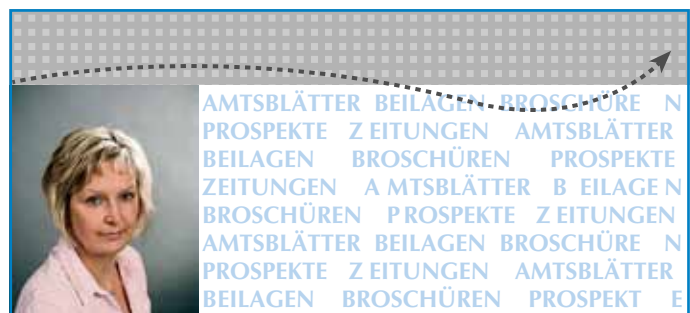 AMTSBLÄTTER BEILAGEN BROSCHÜRE N
PROSPEKTE Z EITUNGEN AMTSBLÄTTER
BEILAGEN BROSCHÜREN PROSPEKTE
ZEITUNGEN A MTSBLÄTTER B EILAGE N
BROSCHÜREN P ROSPEKTE Z EITUNGEN
AMTSBLÄTTER BEILAGEN BROSCHÜRE N
PROSPEKTE Z EITUNGEN AMTSBLÄTTER
BEILAGEN BROSCHÜREN PROSPEKT E